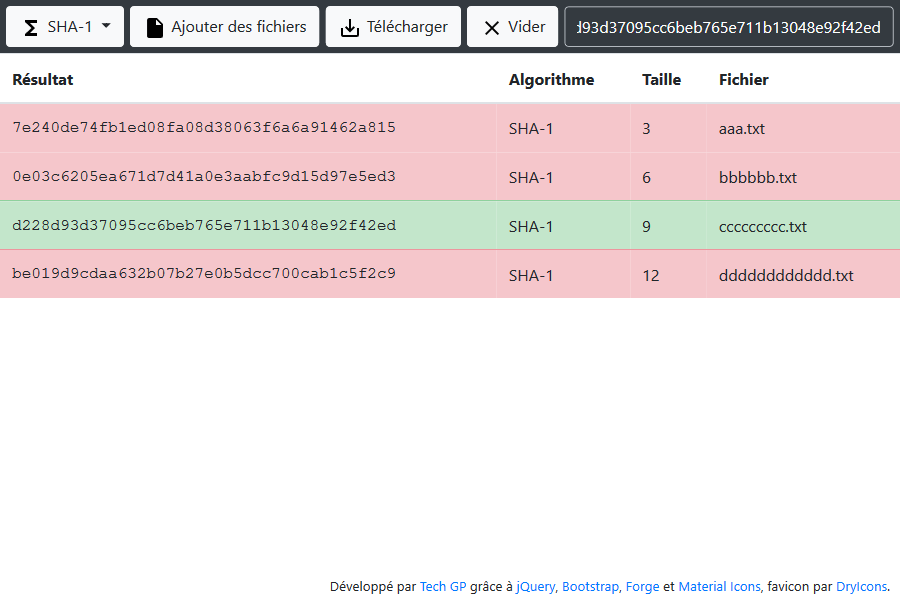 SHA-1 Ajouter des fichiers Télécharger Vider d93d37095cc6beb765e711b13048e92f42ed
Résultat Algorithme Taille Fichier
7e240de74fb1ed08fa08d38063f6a6a91462a815 SHA-1 3 aaa.txt
0e03c6205ea671d7d41a0e3aabfc9d15d97e5ed3 SHA-1 6 bbbbbb.txt
d228d93d37095cc6beb765e711b13048e92f42ed SHA-1 9 ccccccccc.txt
be019d9cdaa632b07b27e0b5dcc700cab1c5f2c9 SHA-1 12 dddddddddddd.txt
Développé par Tech GP grâce à jQuery, Bootstrap, Forge et Material Icons, favicon par DryIcons.